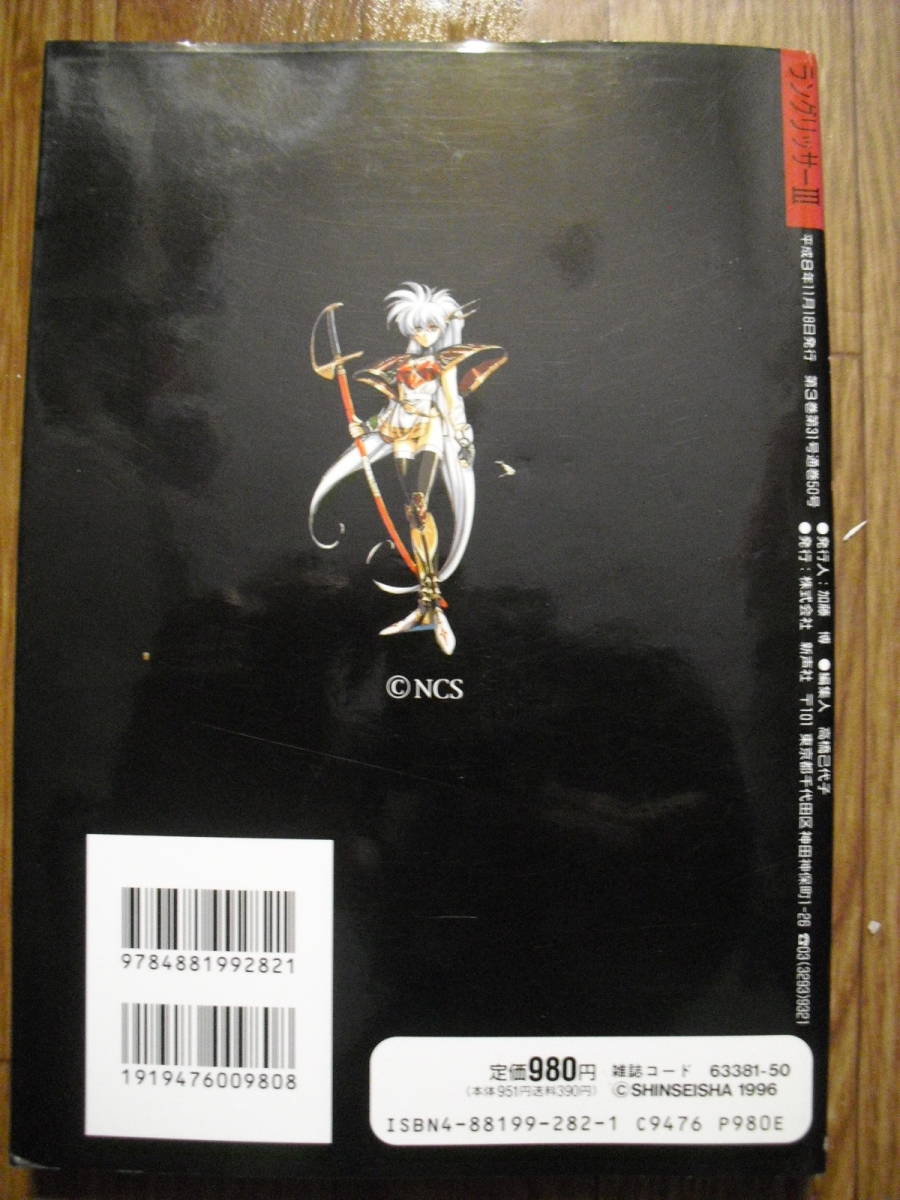 ラングリッサーIII
平成8年11月18日発行 第3巻第31号通巻50号
●発行人：加藤 博 ●編集人 高橋己代子
●発行：株式会社 新声社 〒101 東京都千代田区神田神保町1-26 ☎03(3293)9321
©NCS
9784881992821
1919476009808
定価980円 雑誌コード 63381-50
(本体951円送料390円) ©SHINSEISHA 1996
ISBN4-88199-282-1 C9476 P980E